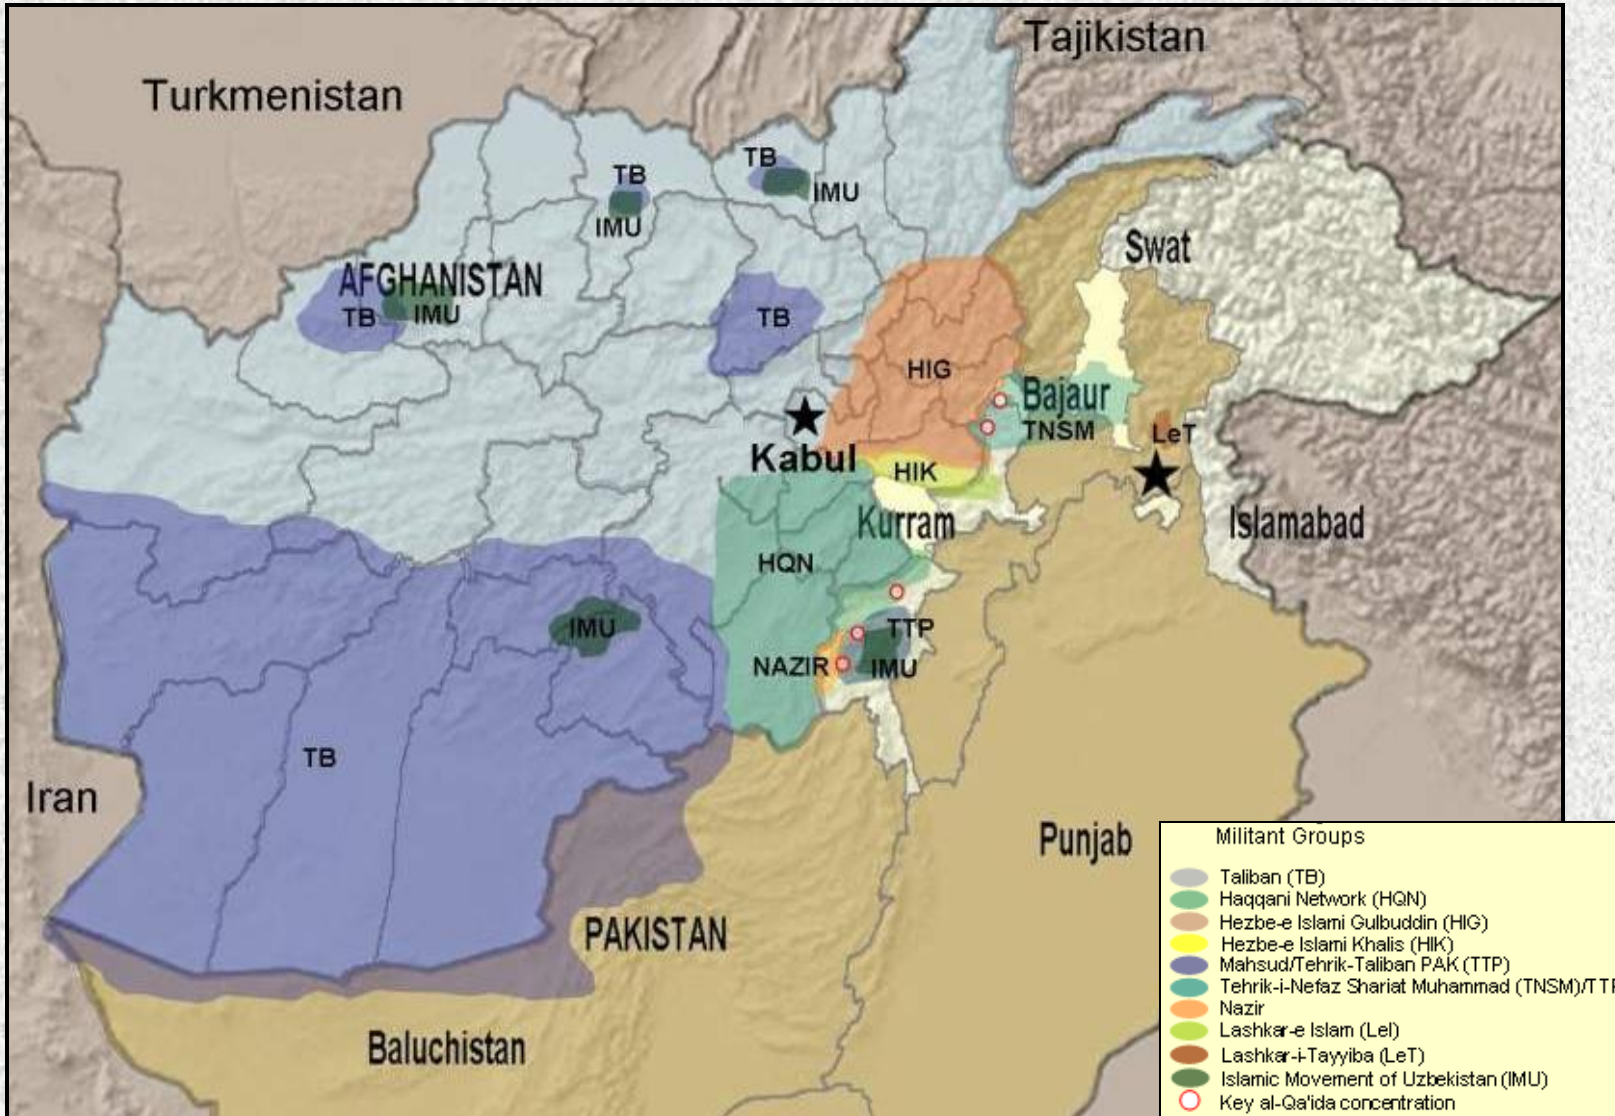 Tajikistan
Turkmenistan
TB
TB
IMU
IMU
Swat
AFGHANISTAN
TB
IMU
TB
HIG
Bajaur
TNSM
LeT
Kabul
HIK
Kurram
Islamabad
HQN
IMU
TTP
NAZIR
IMU
TB
Iran
Punjab
PAKISTAN
Baluchistan
Militant Groups
Taliban (TB)
Haqqani Network (HQN)
Hezbe-e Islami Gulbuddin (HIG)
Hezbe-e Islami Khalis (HIK)
Mahsud/Tehrik-Taliban PAK (TTP)
Tehrik-i-Nefaz Shariat Muhammad (TNSM)/TTP
Nazir
Lashkar-e Islam (LeI)
Lashkar-i-Tayyiba (LeT)
Islamic Movement of Uzbekistan (IMU)
Key al-Qa'ida concentration